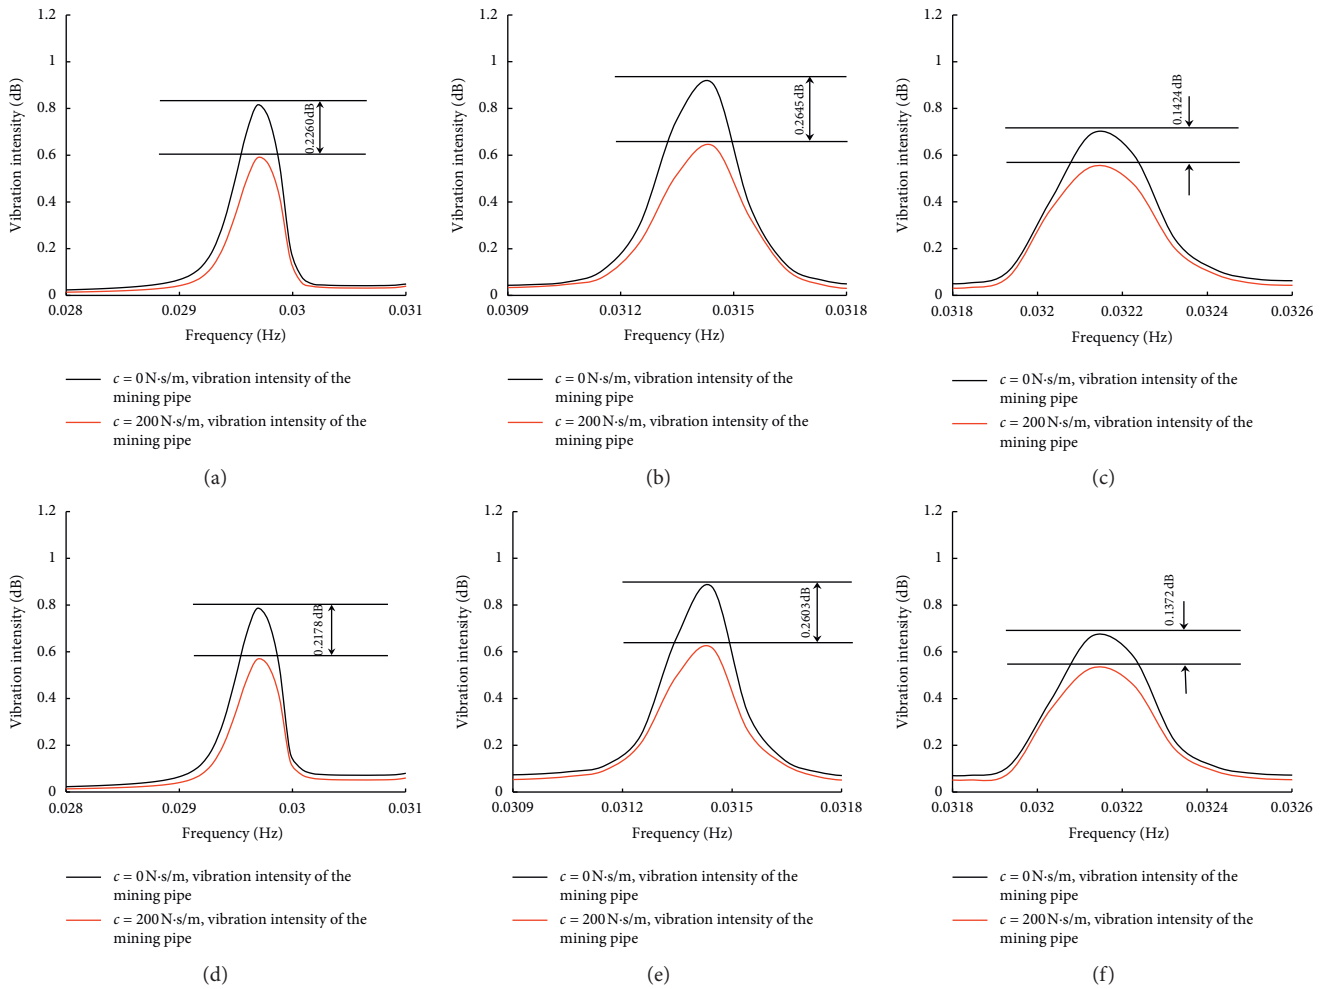 1.2
1
0.8
0.6
0.4
0.2
0
Vibration intensity (dB)
0.2260 dB
0.028
0.029
0.03
0.031
Frequency (Hz)
c = 0 N·s/m, vibration intensity of the
mining pipe
c = 200 N·s/m, vibration intensity of the
mining pipe
(a)
1.2
1
0.8
0.6
0.4
0.2
0
Vibration intensity (dB)
0.2645 dB
0.0309
0.0312
0.0315
0.0318
Frequency (Hz)
c = 0 N·s/m, vibration intensity of the
mining pipe
c = 200 N·s/m, vibration intensity of the
mining pipe
(b)
1.2
1
0.8
0.6
0.4
0.2
0
Vibration intensity (dB)
0.1424 dB
0.0318
0.032
0.0322
0.0324
0.0326
Frequency (Hz)
c = 0 N·s/m, vibration intensity of the
mining pipe
c = 200 N·s/m, vibration intensity of the
mining pipe
(c)
1.2
1
0.8
0.6
0.4
0.2
0
Vibration intensity (dB)
0.2178 dB
0.028
0.029
0.03
0.031
Frequency (Hz)
c = 0 N·s/m, vibration intensity of the
mining pipe
c = 200 N·s/m, vibration intensity of the
mining pipe
(d)
1.2
1
0.8
0.6
0.4
0.2
0
Vibration intensity (dB)
0.2603 dB
0.0309
0.0312
0.0315
0.0318
Frequency (Hz)
c = 0 N·s/m, vibration intensity of the
mining pipe
c = 200 N·s/m, vibration intensity of the
mining pipe
(e)
1.2
1
0.8
0.6
0.4
0.2
0
Vibration intensity (dB)
0.1372 dB
0.0318
0.032
0.0322
0.0324
0.0326
Frequency (Hz)
c = 0 N·s/m, vibration intensity of the
mining pipe
c = 200 N·s/m, vibration intensity of the
mining pipe
(f)